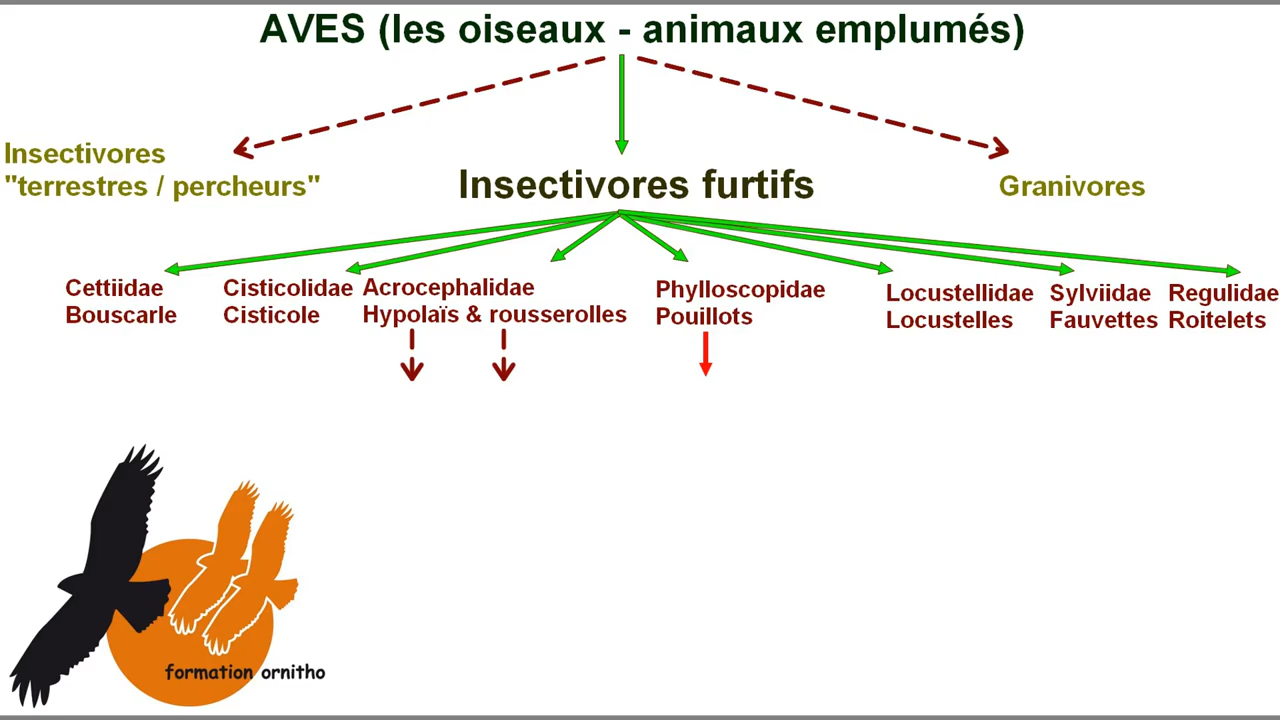 AVES (les oiseaux - animaux emplumés)
Insectivores
"terrestres / percheurs"
Insectivores furtifs
Granivores
Cettiidae
Bouscarle
Cisticolidae
Cisticole
Acrocephalidae
Hypolaïs & rousserolles
Phylloscopidae
Pouillots
Locustellidae
Locustelles
Sylviidae
Fauvettes
Regulidae
Roitelets
formation ornitho